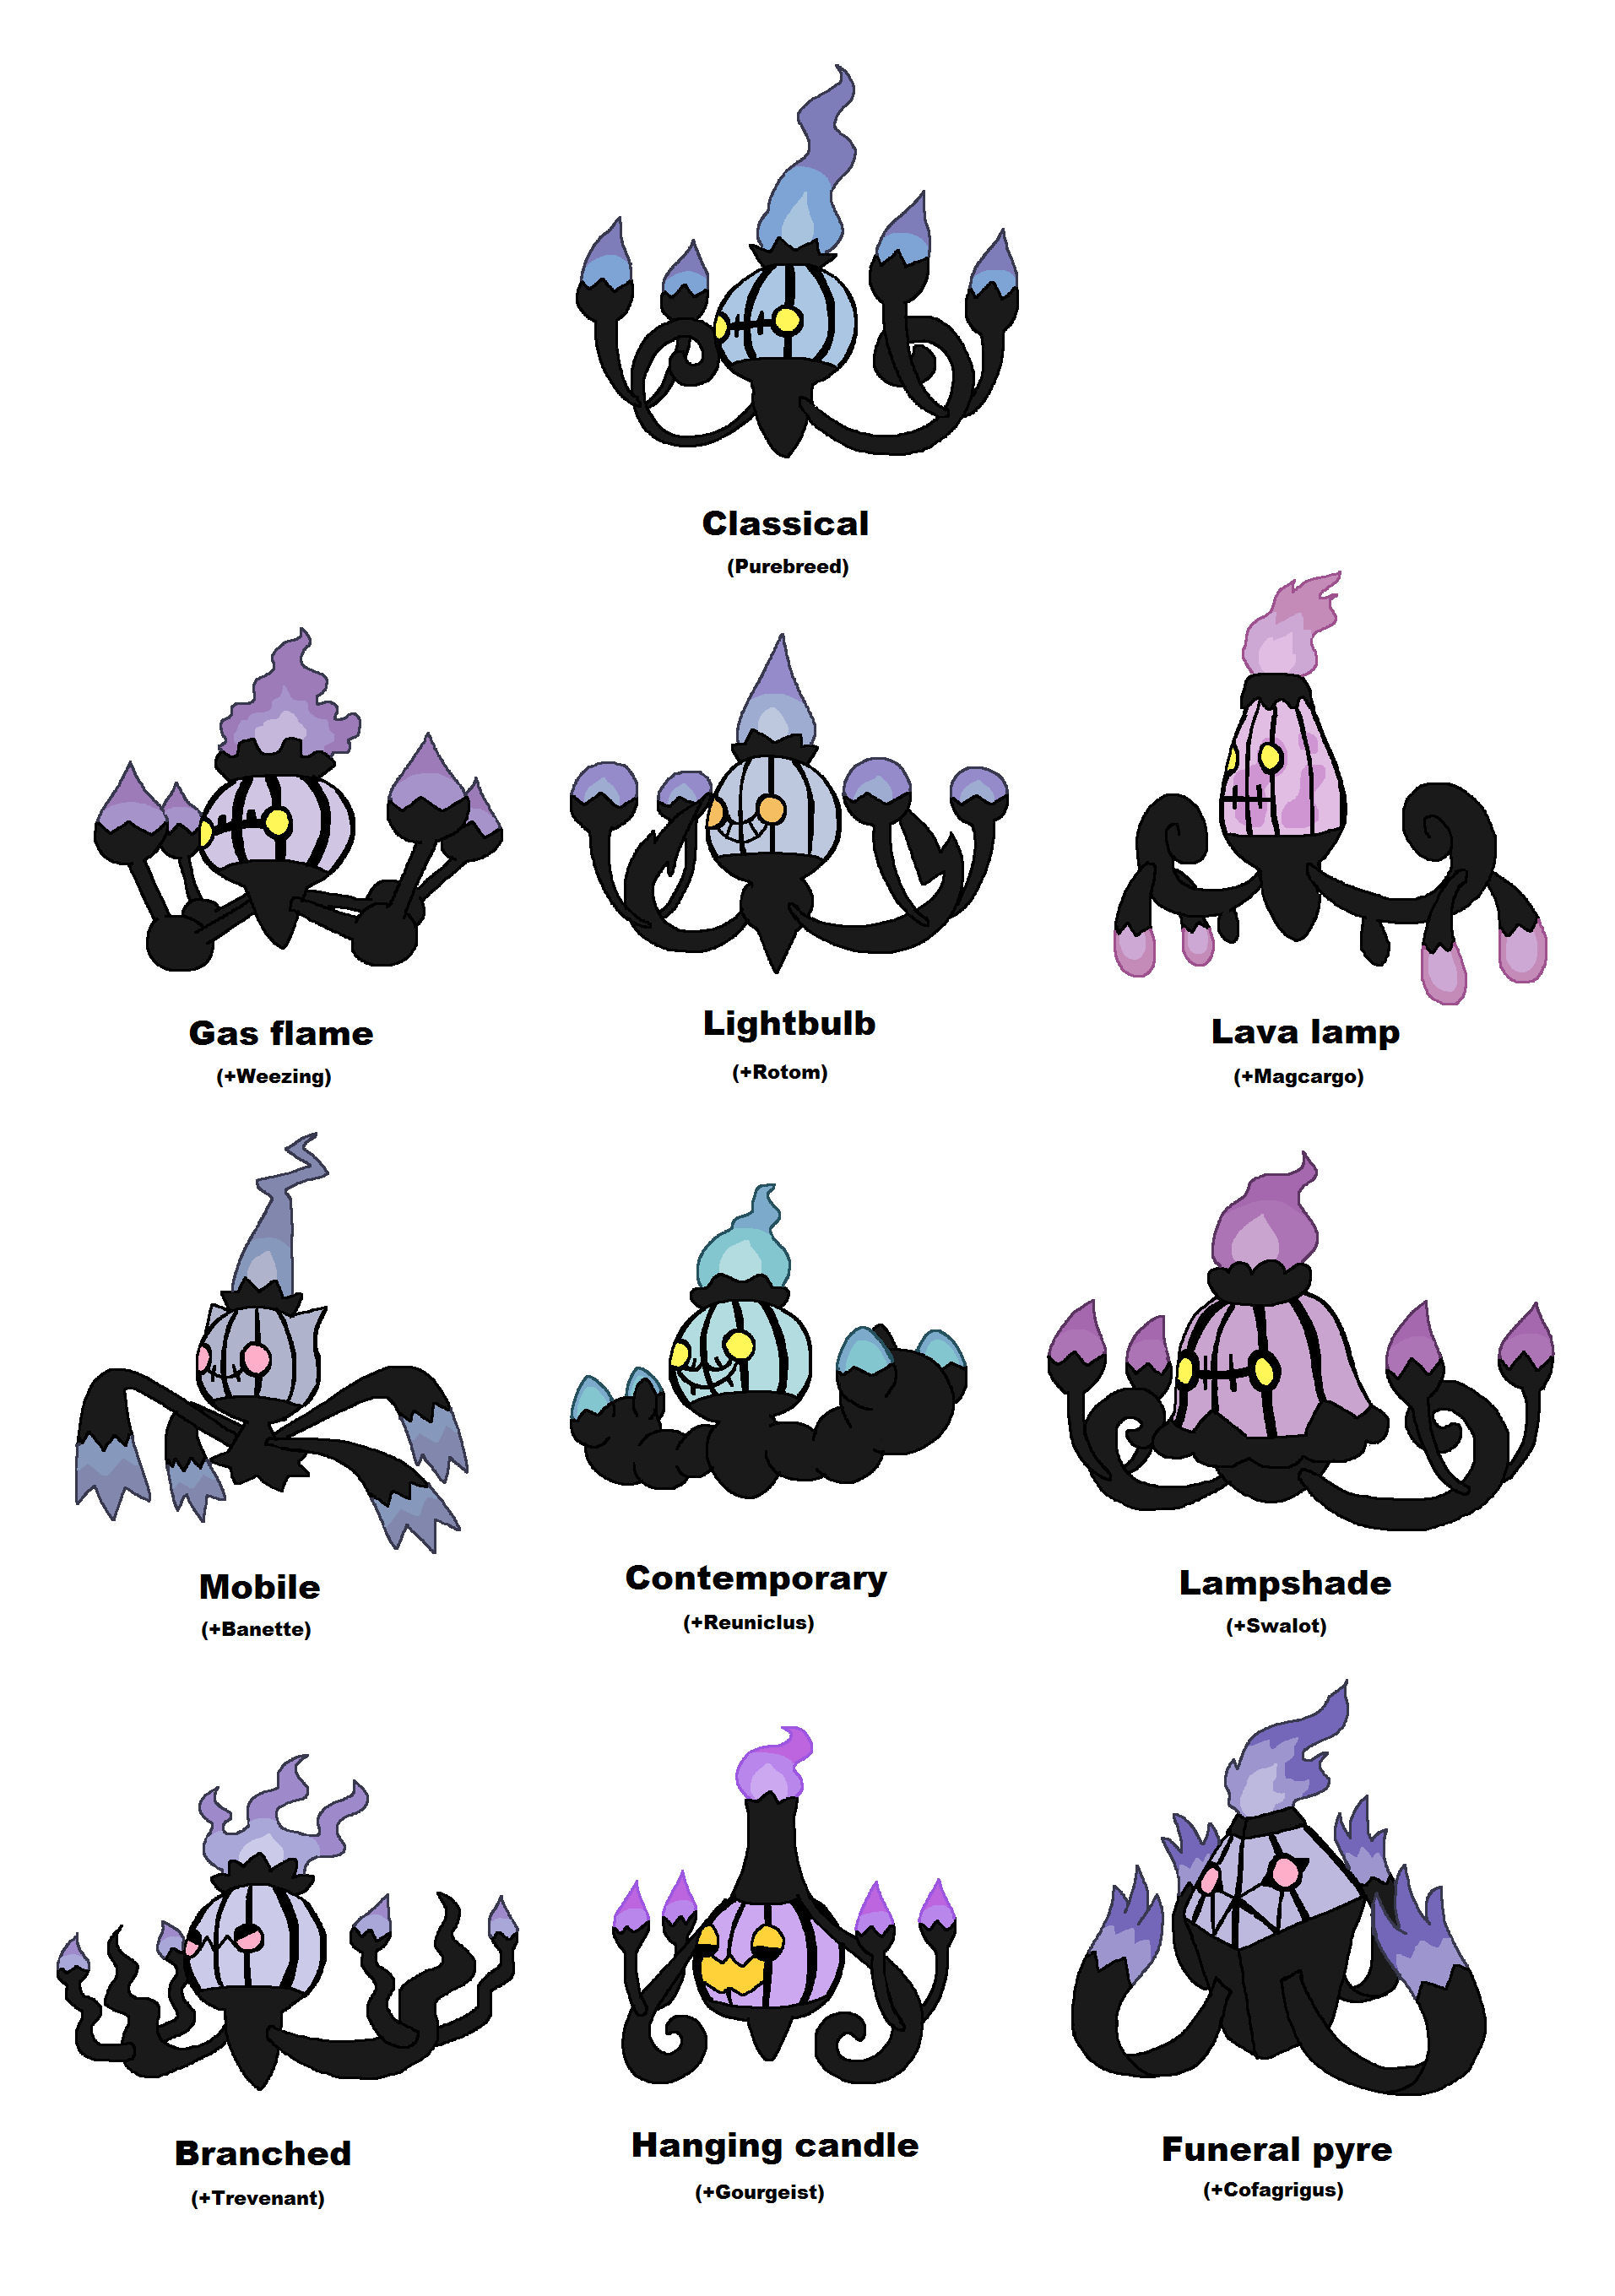 Classical
(Purebreed)
Gas flame
(+Weezing)
Lightbulb
(+Rotom)
Lava lamp
(+Magcargo)
Mobile
(+Banette)
Contemporary
(+Reuniclus)
Lampshade
(+Swalot)
Branched
(+Trevenant)
Hanging candle
(+Gourgeist)
Funeral pyre
(+Cofagrigus)